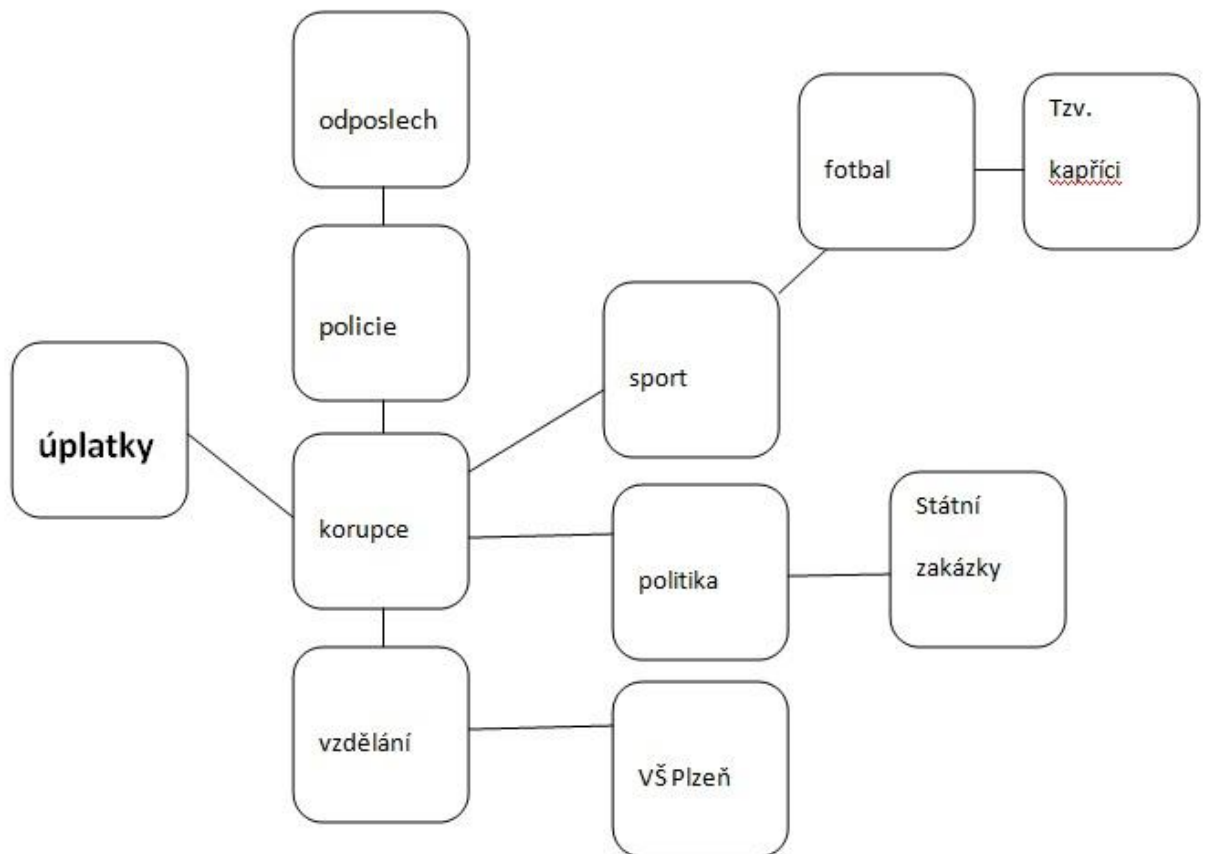 odposlech
fotbal
Tzv.
kapříci
policie
sport
úplatky
korupce
politika
Státní
zakázky
vzdělání
VŠ Plzeň